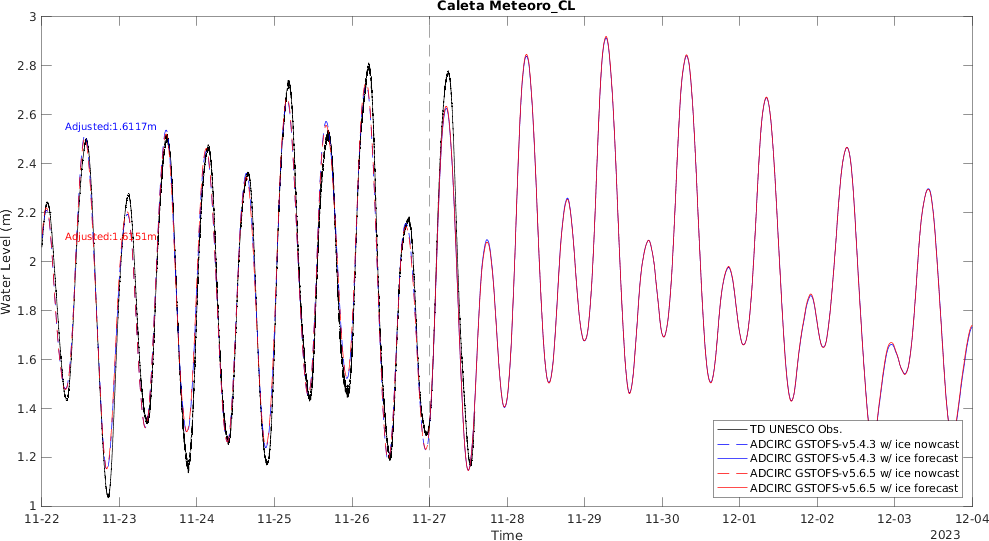 Caleta Meteoro_CL
3
2.8
2.6
2.4
2.2
2
1.8
1.6
1.4
1.2
1
Water Level (m)
Adjusted:1.6117m
Adjusted:1.6351m
TD UNESCO Obs.
ADCIRC GSTOFS-v5.4.3 w/ ice nowcast
ADCIRC GSTOFS-v5.4.3 w/ ice forecast
ADCIRC GSTOFS-v5.6.5 w/ ice nowcast
ADCIRC GSTOFS-v5.6.5 w/ ice forecast
11-22 11-23 11-24 11-25 11-26 11-27 11-28 11-29 11-30 12-01 12-02 12-03 12-04
Time
2023